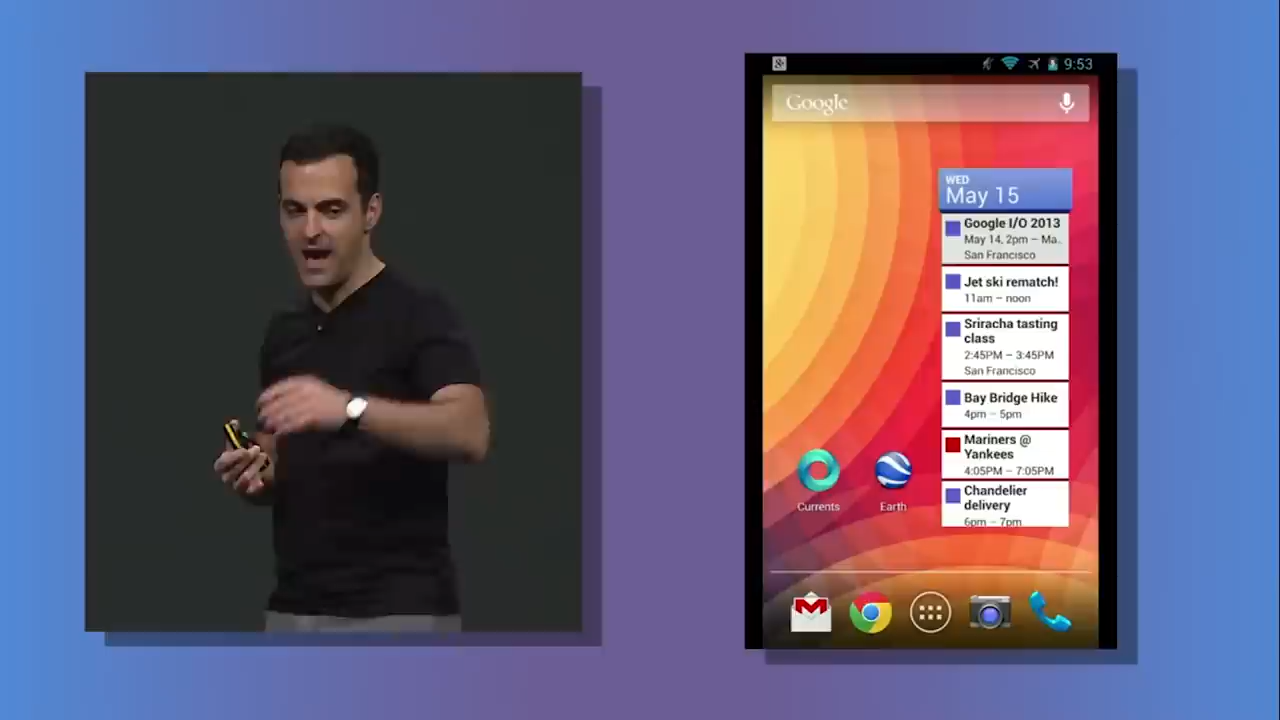 9:53
Google
WED
May 15
Google I/O 2013
May 14, 2pm – Ma..
San Francisco
Jet ski rematch!
11am – noon
Sriracha tasting
class
2:45PM – 3:45PM
San Francisco
Bay Bridge Hike
4pm – 5pm
Mariners @
Yankees
4:05PM – 7:05PM
Chandelier
delivery
6pm – 7pm
Currents
Earth